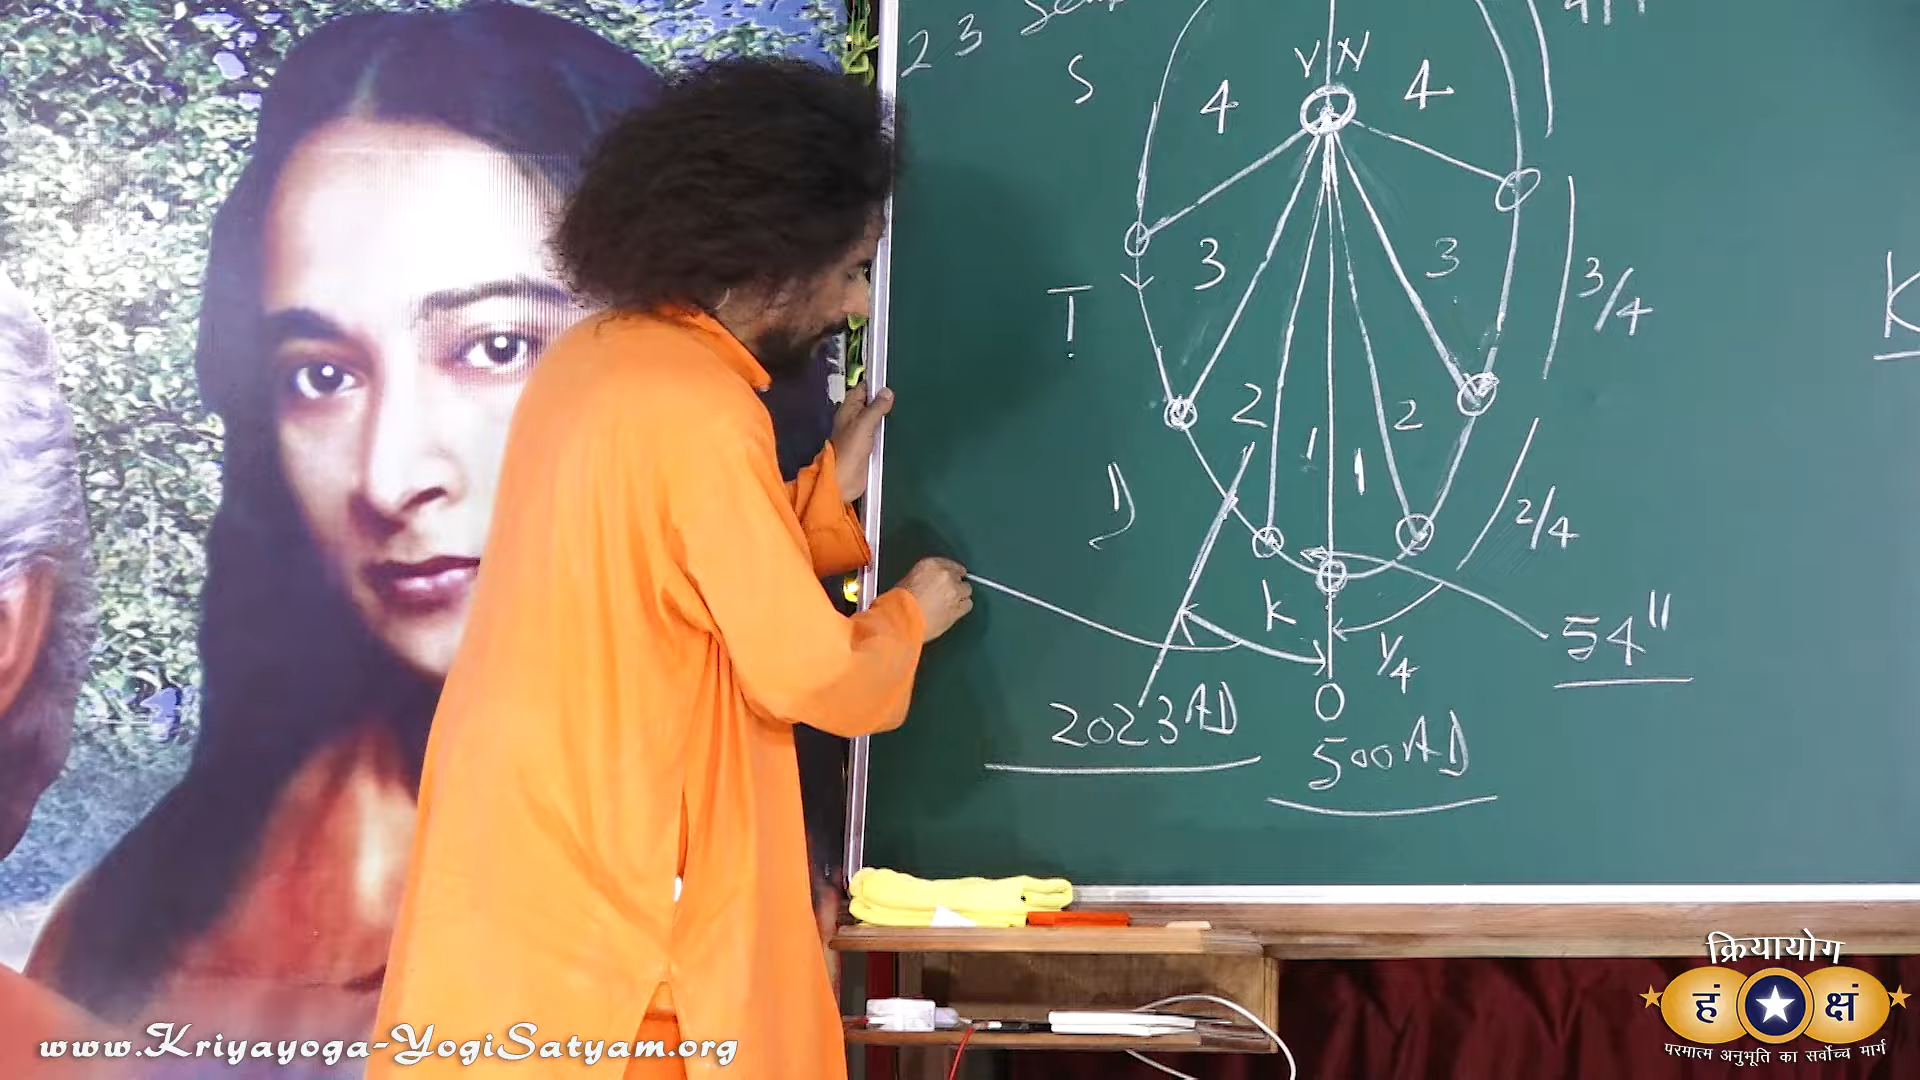 23
S
4
VN
4
3
3
3/4
T
2
2
1
1
D
2/4
K
K
54"
1/4
2023 AD
0
500 AD
क्रियायोग
हं
क्षं
परमात्म अनुभूति का सर्वोच्च मार्ग
www.Kriyayoga-YogiSatyam.org